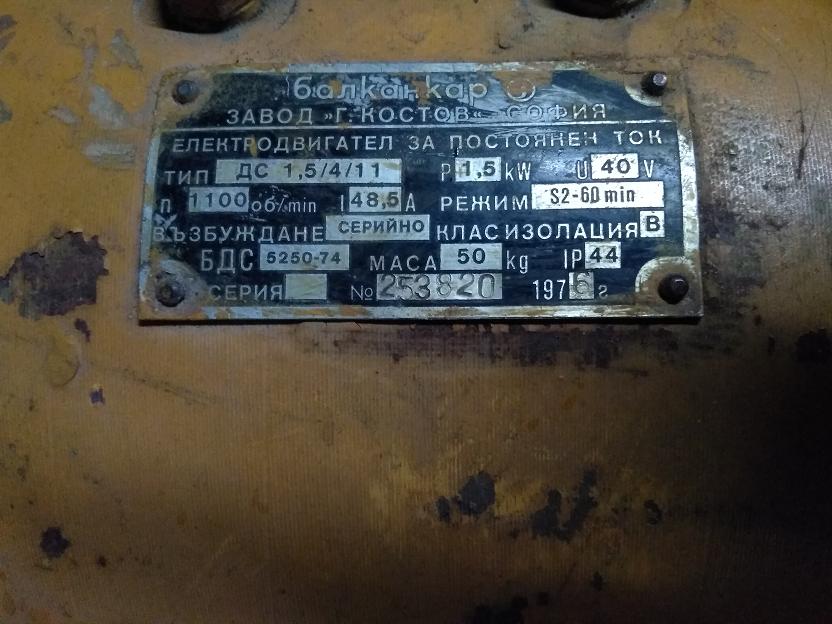 балканкар
ЗАВОД "Г. КОСТОВ" СОФИЯ
ЕЛЕКТРОДВИГАТЕЛ ЗА ПОСТОЯНЕН ТОК
ТИП ДС 1,5/4/11 P 1,5 kW U 40 V
n 1100 об/min I 48,5 A РЕЖИМ S2-60 min
ВЪЗБУЖДАНЕ СЕРИЙНО КЛАС ИЗОЛАЦИЯ B
БДС 5250-74 МАСА 50 kg IP 44
СЕРИЯ № 253820 1976 г